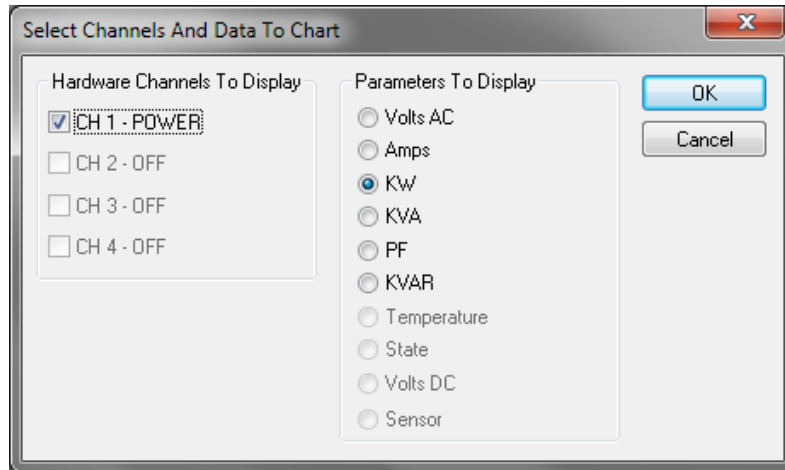 Select Channels And Data To Chart
Hardware Channels To Display
CH 1 - POWER
CH 2 - OFF
CH 3 - OFF
CH 4 - OFF
Parameters To Display
Volts AC
Amps
KW
KVA
PF
KVAR
Temperature
State
Volts DC
Sensor
OK
Cancel